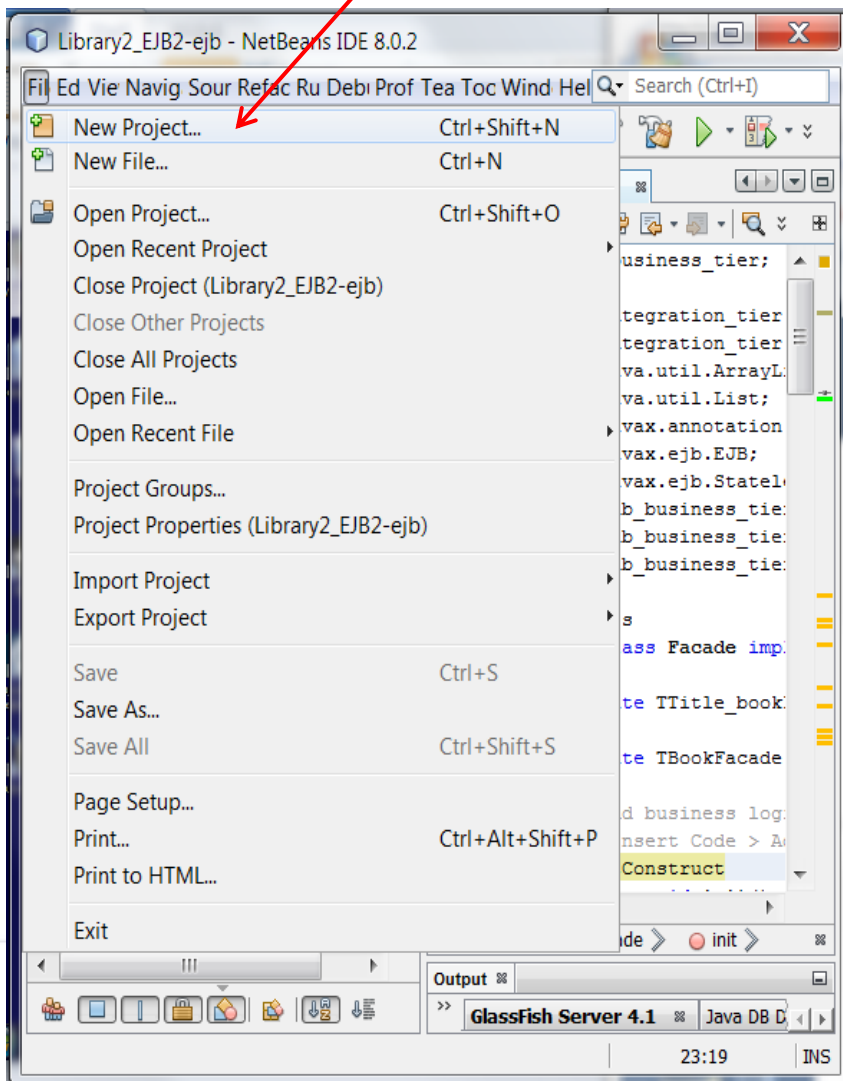 Library2_EJB2-ejb - NetBeans IDE 8.0.2
Fil Ed Vie Navig Sour Refac Ru Debu Prof Tea Toc Wind Hel Search (Ctrl+I)
New Project... Ctrl+Shift+N
New File... Ctrl+N
Open Project... Ctrl+Shift+O
Open Recent Project
Close Project (Library2_EJB2-ejb)
Close Other Projects
Close All Projects
Open File...
Open Recent File
Project Groups...
Project Properties (Library2_EJB2-ejb)
Import Project
Export Project
Save Ctrl+S
Save As...
Save All Ctrl+Shift+S
Page Setup...
Print... Ctrl+Alt+Shift+P
Print to HTML...
Exit
usiness_tier;
tegration_tier
tegration_tier
va.util.ArrayL
va.util.List;
vax.annotation
vax.ejb.EJB;
vax.ejb.Statel
b_business_tie
b_business_tie
b_business_tie
s
ass Facade imp
te TTitle_book
te TBookFacade
d business log
nsert Code > A
Construct
de init
Output
GlassFish Server 4.1 Java DB D
23:19 INS